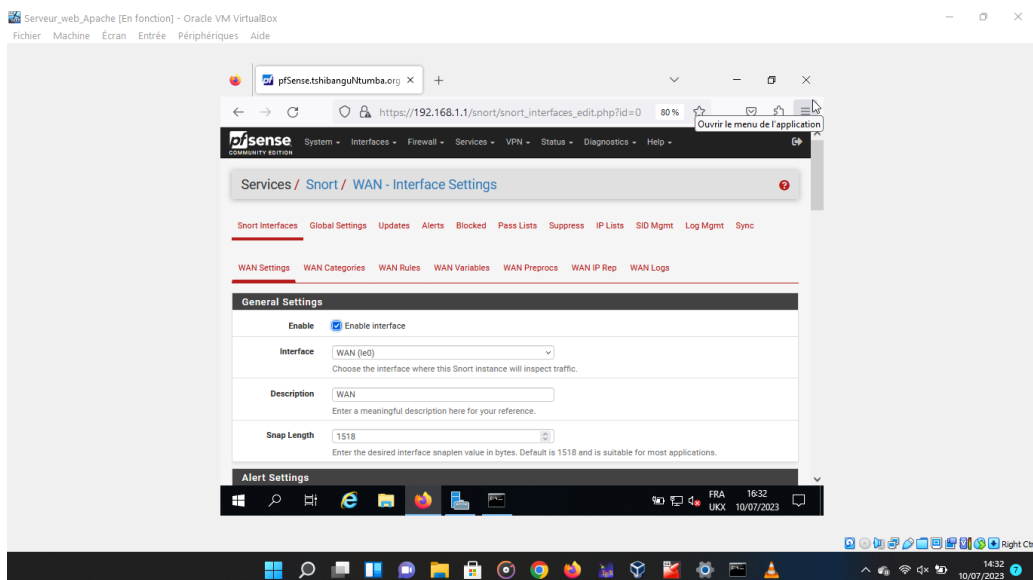 Serveur_web_Apache [En fonction] - Oracle VM VirtualBox
Fichier Machine Écran Entrée Périphériques Aide
pfSense.tshibanguNtumba.org
https://192.168.1.1/snort/snort_interfaces_edit.php?id=0 80 %
Ouvrir le menu de l'application
pfsense COMMUNITY EDITION System Interfaces Firewall Services VPN Status Diagnostics Help
Services / Snort / WAN - Interface Settings
Snort Interfaces Global Settings Updates Alerts Blocked Pass Lists Suppress IP Lists SID Mgmt Log Mgmt Sync
WAN Settings WAN Categories WAN Rules WAN Variables WAN Preprocs WAN IP Rep WAN Logs
General Settings
Enable Enable interface
Interface WAN (le0)
Choose the interface where this Snort instance will inspect traffic.
Description WAN
Enter a meaningful description here for your reference.
Snap Length 1518
Enter the desired interface snaplen value in bytes. Default is 1518 and is suitable for most applications.
Alert Settings
FRA 16:32
UKX 10/07/2023
Right Ct
14:32
10/07/2023 7